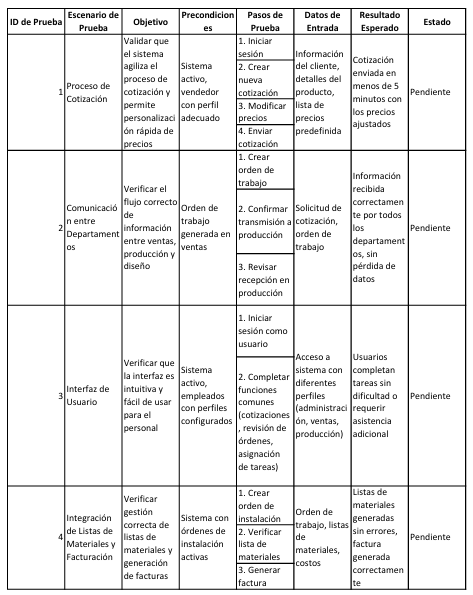 ID de Prueba
Escenario de
Prueba
Objetivo
Precondicion
es
Pasos de
Prueba
Datos de
Entrada
Resultado
Esperado
Estado
1
Proceso de
Cotización
Validar que
el sistema
agiliza el
proceso de
cotización y
permite
personalizaci
ón rápida de
precios
Sistema
activo,
vendedor
con perfil
adecuado
1. Iniciar
sesión
2. Crear
nueva
cotización
3. Modificar
precios
4. Enviar
cotización
Información
del cliente,
detalles del
producto,
lista de
precios
predefinida
Cotización
enviada en
menos de 5
minutos con
los precios
ajustados
Pendiente
2
Comunicació
n entre
Departament
os
Verificar el
flujo correcto
de
información
entre ventas,
producción y
diseño
Orden de
trabajo
generada en
ventas
1. Crear
orden de
trabajo
2. Confirmar
transmisión a
producción
3. Revisar
recepción en
producción
Solicitud de
cotización,
orden de
trabajo
Información
recibida
correctamen
te por todos
los
departament
os, sin
pérdida de
datos
Pendiente
3
Interfaz de
Usuario
Verificar que
la interfaz es
intuitiva y
fácil de usar
para el
personal
Sistema
activo,
empleados
con perfiles
configurados
1. Iniciar
sesión como
usuario
2. Completar
funciones
comunes
(cotizaciones
, revisión de
órdenes,
asignación
de tareas)
Acceso a
sistema con
diferentes
perfiles
(administraci
ón, ventas,
producción)
Usuarios
completan
tareas sin
dificultad o
requerir
asistencia
adicional
Pendiente
4
Integración
de Listas de
Materiales y
Facturación
Verificar
gestión
correcta de
listas de
materiales y
generación
de facturas
Sistema con
órdenes de
instalación
activas
1. Crear
orden de
instalación
2. Verificar
lista de
materiales
3. Generar
factura
Orden de
trabajo, listas
de
materiales,
costos
Listas de
materiales
generadas
sin errores,
factura
generada
correctamen
te
Pendiente